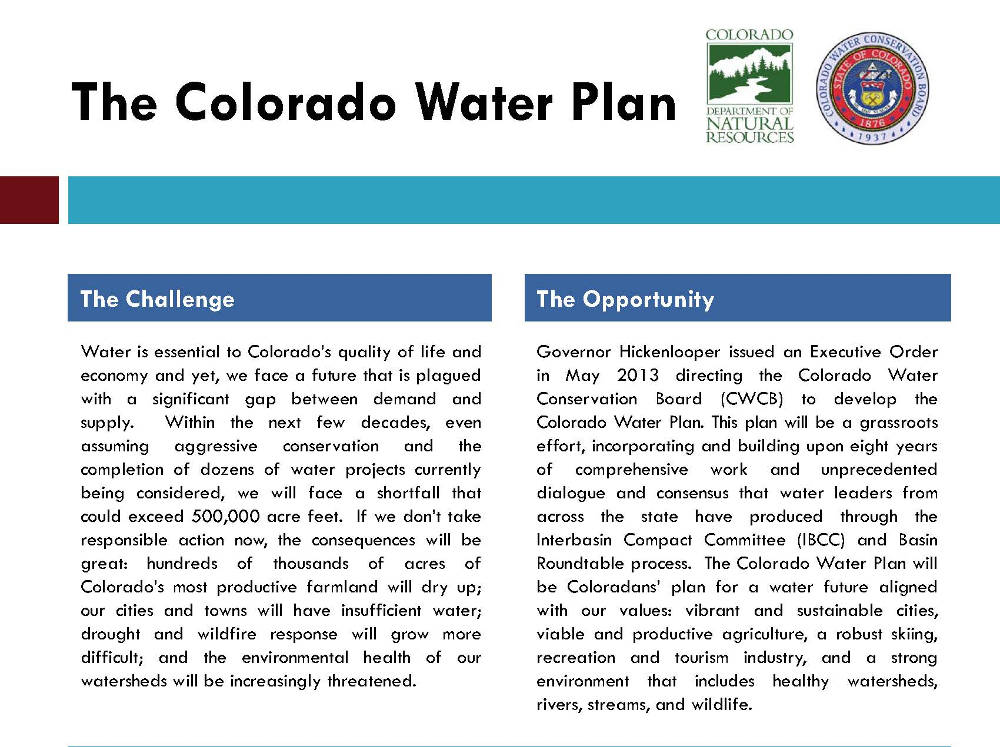 The Colorado Water Plan
COLORADO
DEPARTMENT OF
NATURAL
RESOURCES
COLORADO WATER CONSERVATION BOARD
STATE OF COLORADO
1876
1937
The Challenge
Water is essential to Colorado’s quality of life and
economy and yet, we face a future that is plagued
with a significant gap between demand and
supply. Within the next few decades, even
assuming aggressive conservation and the
completion of dozens of water projects currently
being considered, we will face a shortfall that
could exceed 500,000 acre feet. If we don’t take
responsible action now, the consequences will be
great: hundreds of thousands of acres of
Colorado’s most productive farmland will dry up;
our cities and towns will have insufficient water;
drought and wildfire response will grow more
difficult; and the environmental health of our
watersheds will be increasingly threatened.
The Opportunity
Governor Hickenlooper issued an Executive Order
in May 2013 directing the Colorado Water
Conservation Board (CWCB) to develop the
Colorado Water Plan. This plan will be a grassroots
effort, incorporating and building upon eight years
of comprehensive work and unprecedented
dialogue and consensus that water leaders from
across the state have produced through the
Interbasin Compact Committee (IBCC) and Basin
Roundtable process. The Colorado Water Plan will
be Coloradans’ plan for a water future aligned
with our values: vibrant and sustainable cities,
viable and productive agriculture, a robust skiing,
recreation and tourism industry, and a strong
environment that includes healthy watersheds,
rivers, streams, and wildlife.